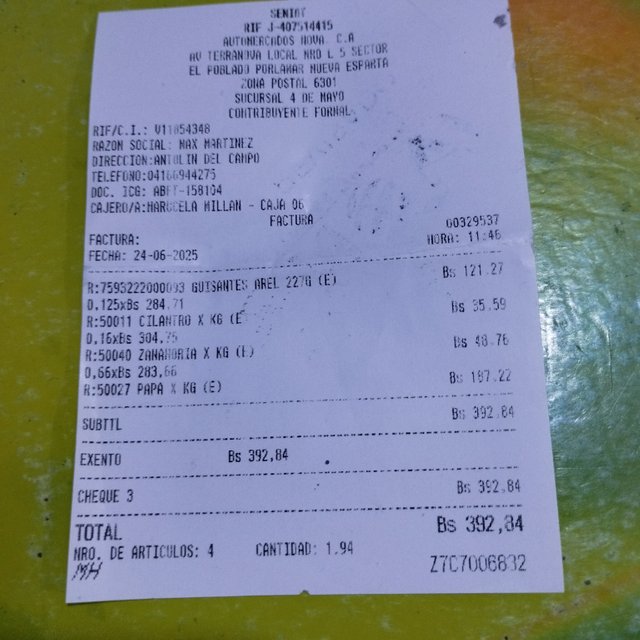 SENIAT
RIF J-407514415
AUTOMERCADOS NOVA. C.A
AV TERRANOVA LOCAL NRO L 5 SECTOR
EL POBLADO PORLAMAR NUEVA ESPARTA
ZONA POSTAL 6301
SUCURSAL 4 DE MAYO
CONTRIBUYENTE FORMAL
RIF/C.I.: V11854348
RAZON SOCIAL: MAX MARTINEZ
DIRECCION:ANTOLIN DEL CAMPO
TELEFONO:04166944275
DOC. ICG: ABFT-158104
CAJERO/A:MARCELA MILLAN - CAJA 06
FACTURA
FACTURA: 00329537
FECHA: 24-06-2025 HORA: 11:46
R:7593222000093 GUISANTES AREL 227G (E) Bs 121.27
0,125xBs 284,71
R:50011 CILANTRO X KG (E Bs 35.59
0,16xBs 304,75
R:50040 ZANAHORIA X KG (E) Bs 48.76
0,66xBs 283,66
R:50027 PAPA X KG (E) Bs 187.22
SUBTTL Bs 392,84
EXENTO Bs 392,84
CHEQUE 3 Bs 392,84
TOTAL Bs 392,84
NRO. DE ARTICULOS: 4 CANTIDAD: 1.94
MH Z7C7006832